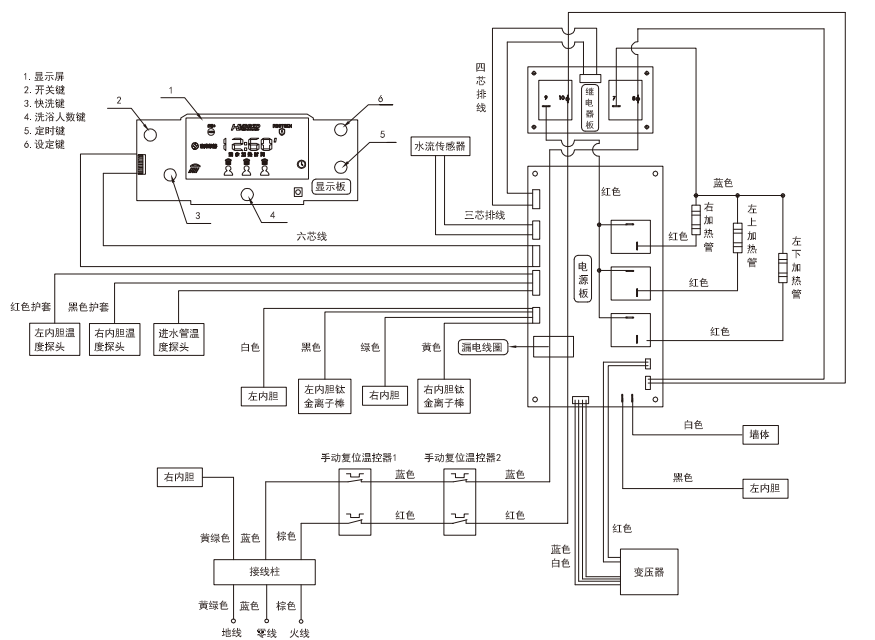 1. 显示屏
2. 开关键
3. 快洗键
4. 洗浴人数键
5. 定时键
6. 设定键
1
2
3
4
5
6
12:60
显示板
水流传感器
四芯排线
三芯排线
六芯线
继电器板
9
10
7
8
电源板
红色
蓝色
右加热管
左上加热管
左下加热管
红色
红色
红色
红色护套
黑色护套
左内胆温度探头
右内胆温度探头
进水管温度探头
白色
黑色
绿色
黄色
漏电线圈
左内胆
左内胆钛金离子棒
右内胆
右内胆钛金离子棒
白色
墙体
黑色
左内胆
手动复位温控器1
手动复位温控器2
右内胆
蓝色
蓝色
红色
红色
黄绿色
蓝色
棕色
接线柱
黄绿色
蓝色
棕色
地线
零线
火线
蓝色
白色
红色
变压器